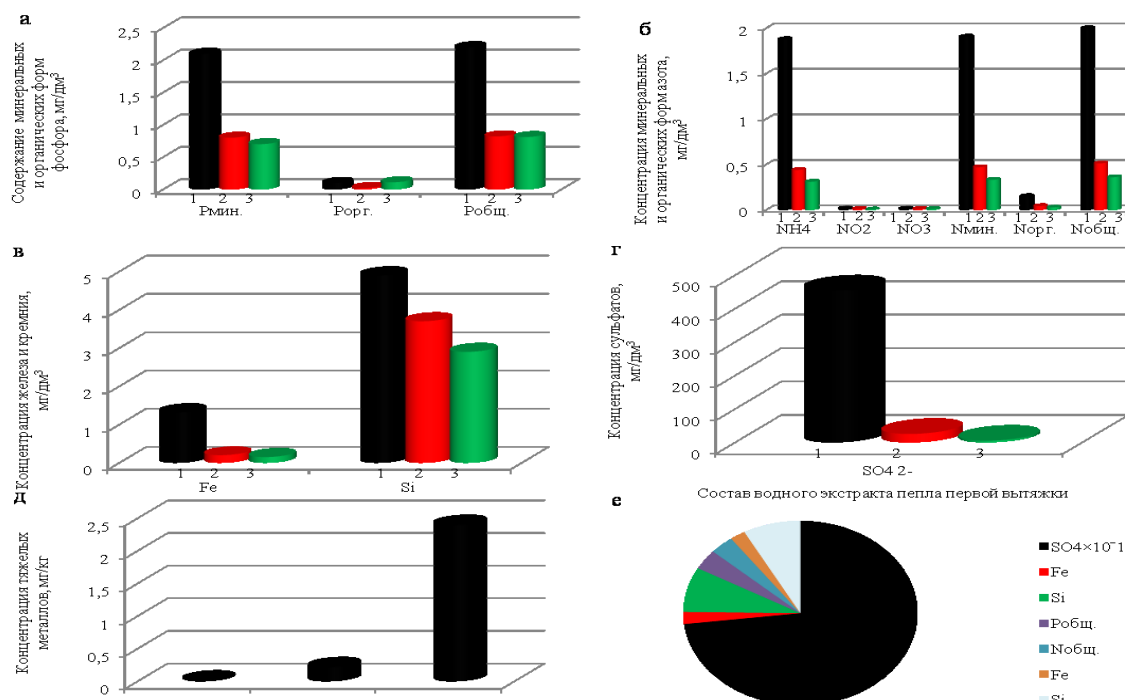 а
Содержание минеральных
и органических форм
фосфора, мг/дм³
2,5
2
1,5
1
0,5
0
1 2 3 1 2 3 1 2 3
Pмин. Pорг. Pобщ.
б
Концентрация минеральных
и органических форм азота,
мг/дм³
2
1,5
1
0,5
0
1 2 3 1 2 3 1 2 3 1 2 3 1 2 3 1 2 3
NH4 NO2 NO3 Nмин. Nорг. Nобщ.
в
Концентрация железа и кремния,
мг/дм³
5
4
3
2
1
0
1 2 3 1 2 3
Fe Si
г
Концентрация сульфатов,
мг/дм³
500
400
300
200
100
0
1 2 3
SO4 2-
д
Концентрация тяжелых
металлов, мг/кг
2,5
2
1,5
1
0,5
0
Состав водного экстракта пепла первой вытяжки
е
SO4×10⁻1
Fe
Si
Pобщ.
Nобщ.
Fe
Si